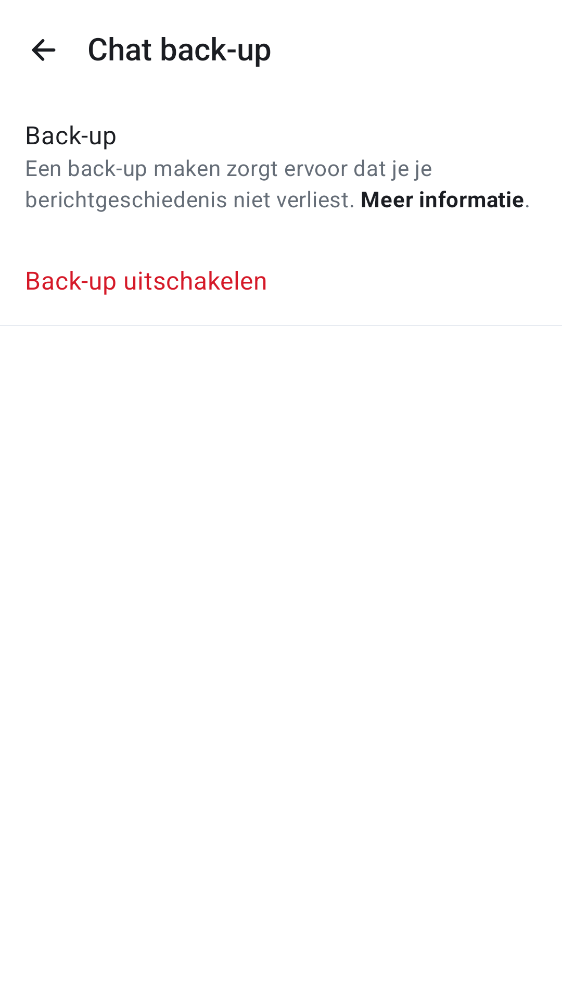 Chat back-up
Back-up
Een back-up maken zorgt ervoor dat je je
berichtgeschiedenis niet verliest. Meer informatie.
Back-up uitschakelen